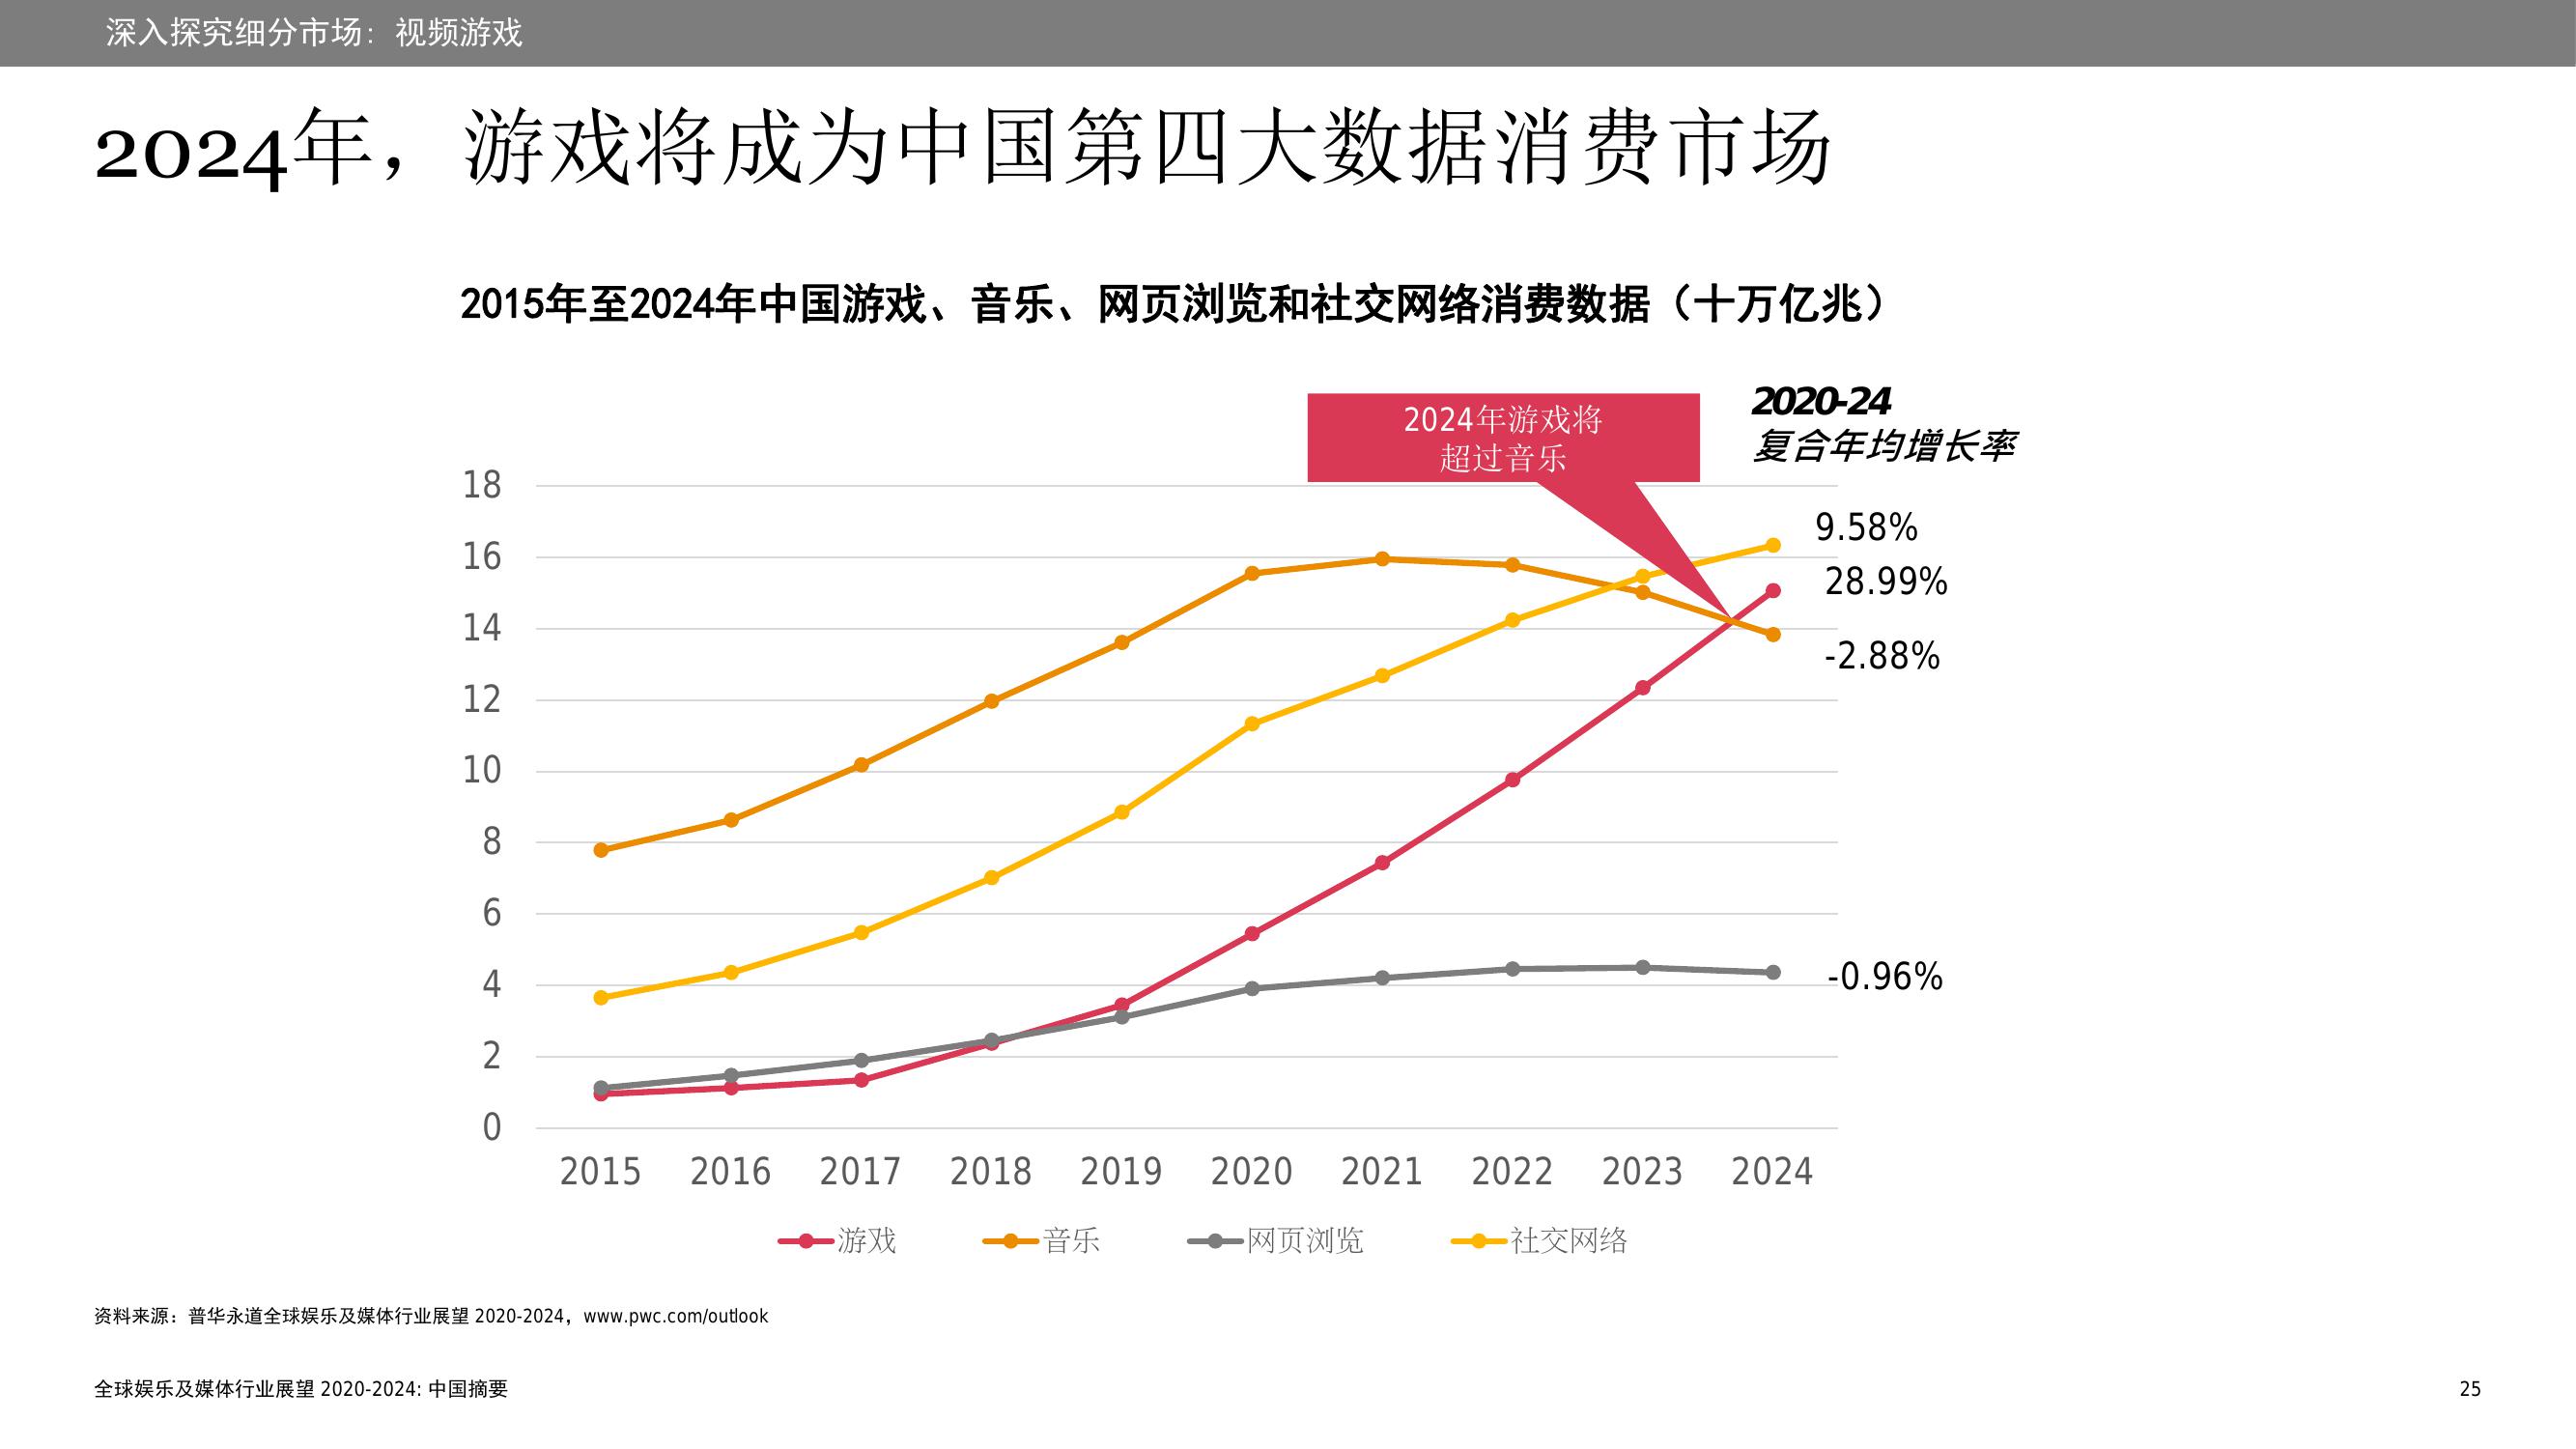 深入探究细分市场：视频游戏
2024年，游戏将成为中国第四大数据消费市场
2015年至2024年中国游戏、音乐、网页浏览和社交网络消费数据（十万亿兆）
2024年游戏将
超过音乐
2020-24
复合年均增长率
18
16
14
12
10
8
6
4
2
0
9.58%
28.99%
-2.88%
-0.96%
2015 2016 2017 2018 2019 2020 2021 2022 2023 2024
游戏 音乐 网页浏览 社交网络
资料来源：普华永道全球娱乐及媒体行业展望 2020-2024，www.pwc.com/outlook
全球娱乐及媒体行业展望 2020-2024: 中国摘要
25